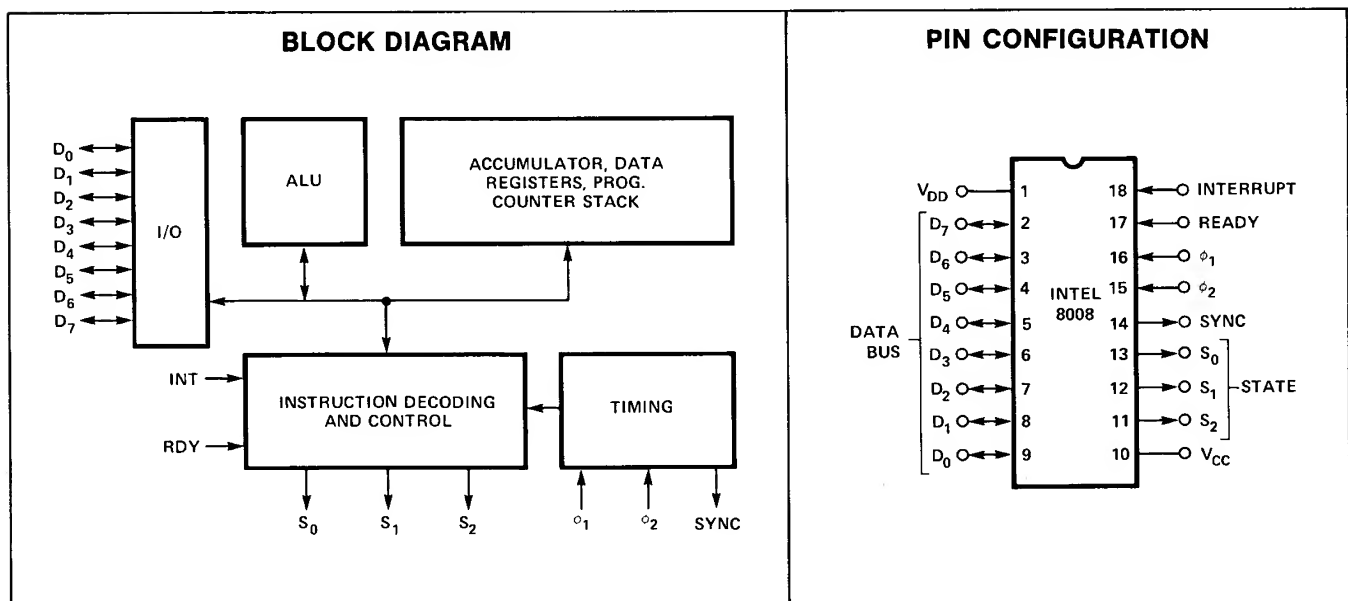 BLOCK DIAGRAM
D0
D1
D2
D3
D4
D5
D6
D7
I/O
ALU
ACCUMULATOR, DATA
REGISTERS, PROG.
COUNTER STACK
INT
RDY
INSTRUCTION DECODING
AND CONTROL
TIMING
S0 S1 S2 φ1 φ2 SYNC
PIN CONFIGURATION
VDD 1 18 INTERRUPT
D7 2 17 READY
D6 3 16 φ1
D5 4 15 φ2
INTEL
8008
D4 5 14 SYNC
DATA
BUS
D3 6 13 S0
D2 7 12 S1 STATE
D1 8 11 S2
D0 9 10 VCC